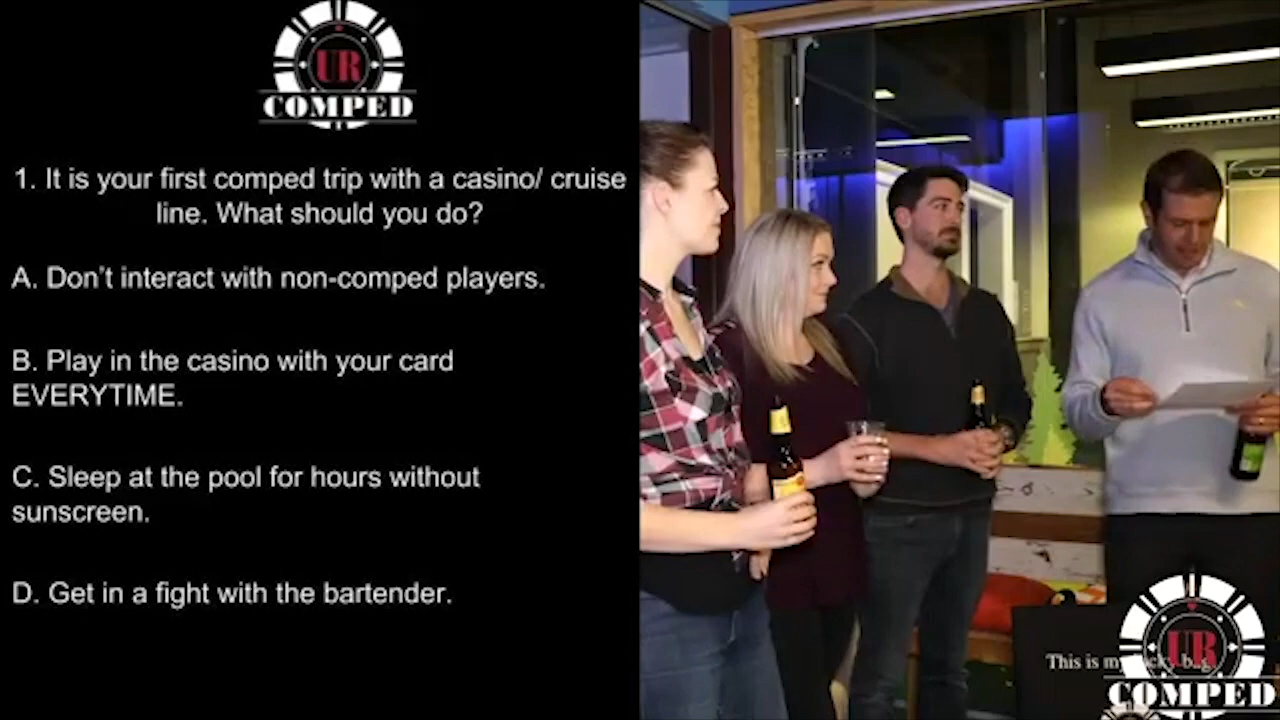 UR
COMPED
1. It is your first comped trip with a casino/ cruise
line. What should you do?
A. Don't interact with non-comped players.
B. Play in the casino with your card
EVERYTIME.
C. Sleep at the pool for hours without
sunscreen.
D. Get in a fight with the bartender.
This is my lucky bag
UR
COMPED